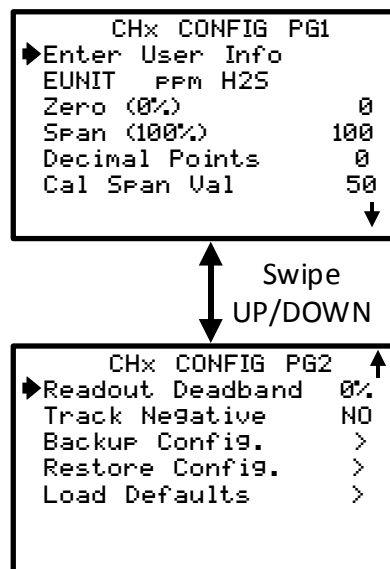 CHx CONFIG PG1
Enter User Info
EUNIT ppm H2S
Zero (0%) 0
Span (100%) 100
Decimal Points 0
Cal Span Val 50
Swipe
UP/DOWN
CHx CONFIG PG2
Readout Deadband 0%
Track Negative NO
Backup Config. >
Restore Config. >
Load Defaults >